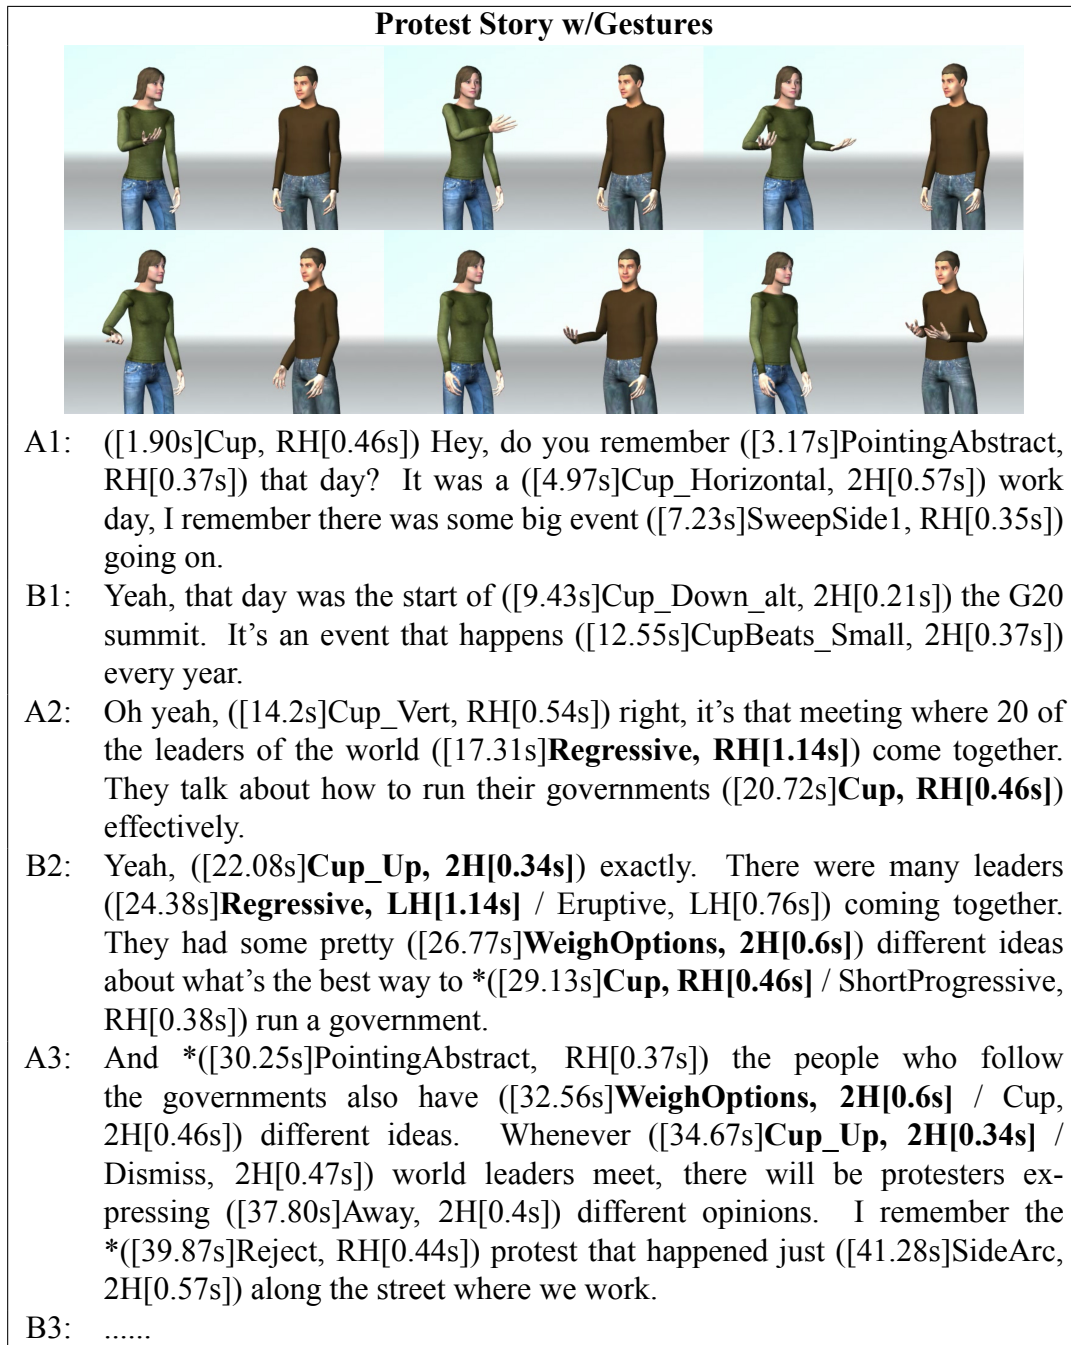 Protest Story w/Gestures
A1: ([1.90s]Cup, RH[0.46s]) Hey, do you remember ([3.17s]PointingAbstract,
RH[0.37s]) that day? It was a ([4.97s]Cup_Horizontal, 2H[0.57s]) work
day, I remember there was some big event ([7.23s]SweepSide1, RH[0.35s])
going on.
B1: Yeah, that day was the start of ([9.43s]Cup_Down_alt, 2H[0.21s]) the G20
summit. It's an event that happens ([12.55s]CupBeats_Small, 2H[0.37s])
every year.
A2: Oh yeah, ([14.2s]Cup_Vert, RH[0.54s]) right, it's that meeting where 20 of
the leaders of the world ([17.31s]Regressive, RH[1.14s]) come together.
They talk about how to run their governments ([20.72s]Cup, RH[0.46s])
effectively.
B2: Yeah, ([22.08s]Cup_Up, 2H[0.34s]) exactly. There were many leaders
([24.38s]Regressive, LH[1.14s] / Eruptive, LH[0.76s]) coming together.
They had some pretty ([26.77s]WeighOptions, 2H[0.6s]) different ideas
about what's the best way to *([29.13s]Cup, RH[0.46s] / ShortProgressive,
RH[0.38s]) run a government.
A3: And *([30.25s]PointingAbstract, RH[0.37s]) the people who follow
the governments also have ([32.56s]WeighOptions, 2H[0.6s] / Cup,
2H[0.46s]) different ideas. Whenever ([34.67s]Cup_Up, 2H[0.34s] /
Dismiss, 2H[0.47s]) world leaders meet, there will be protesters ex-
pressing ([37.80s]Away, 2H[0.4s]) different opinions. I remember the
*([39.87s]Reject, RH[0.44s]) protest that happened just ([41.28s]SideArc,
2H[0.57s]) along the street where we work.
B3: ......